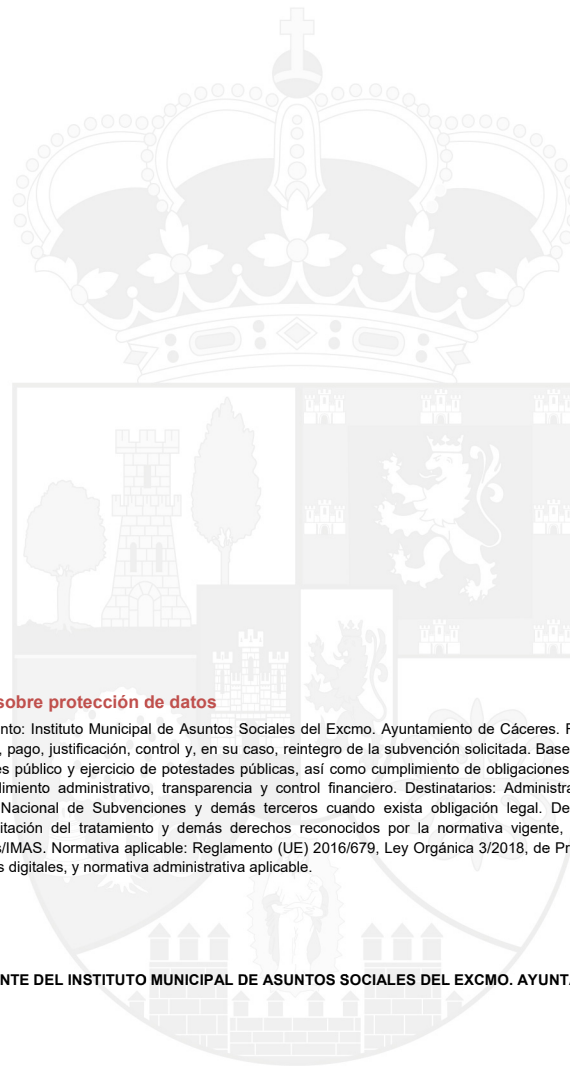 sobre protección de datos
nto: Instituto Municipal de Asuntos Sociales del Excmo. Ayuntamiento de Cáceres. F
, pago, justificación, control y, en su caso, reintegro de la subvención solicitada. Base
es público y ejercicio de potestades públicas, así como cumplimiento de obligaciones
dimiento administrativo, transparencia y control financiero. Destinatarios: Administra
Nacional de Subvenciones y demás terceros cuando exista obligación legal. De
itación del tratamiento y demás derechos reconocidos por la normativa vigente,
s/IMAS. Normativa aplicable: Reglamento (UE) 2016/679, Ley Orgánica 3/2018, de Pr
s digitales, y normativa administrativa aplicable.
NTE DEL INSTITUTO MUNICIPAL DE ASUNTOS SOCIALES DEL EXCMO. AYUNTA